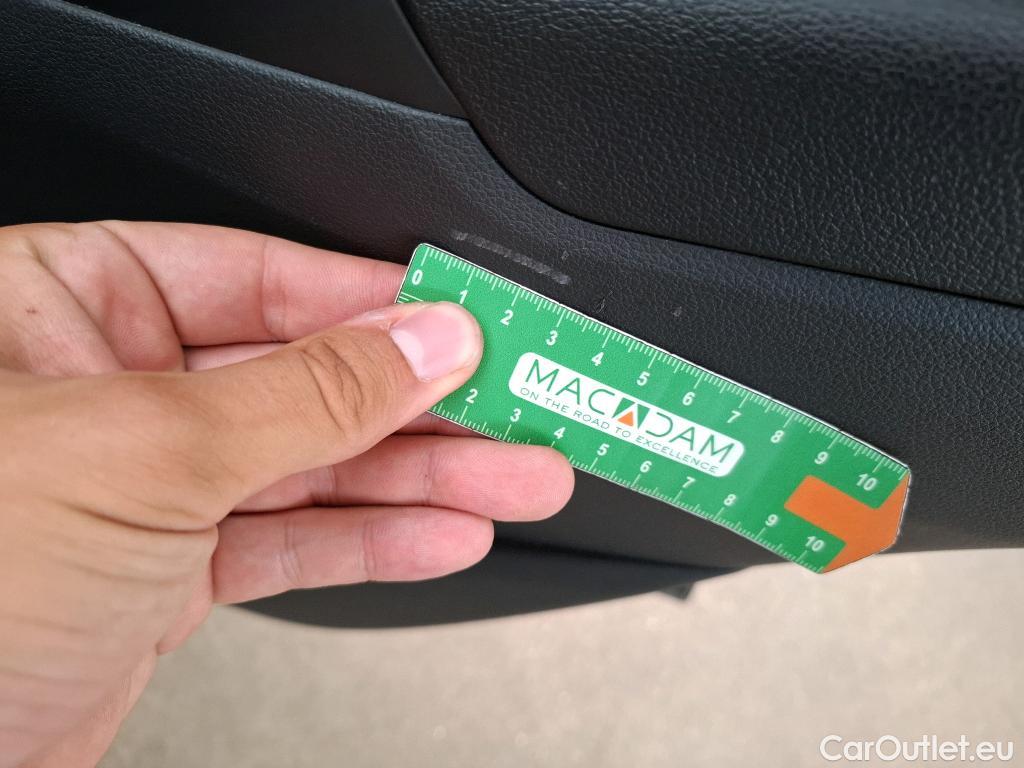 0 1 2 3 4 5 6 7 8 9 10
MACADAM
ON THE ROAD TO EXCELLENCE
2 3 4 5 6 7 8 9 10
CarOutlet.eu